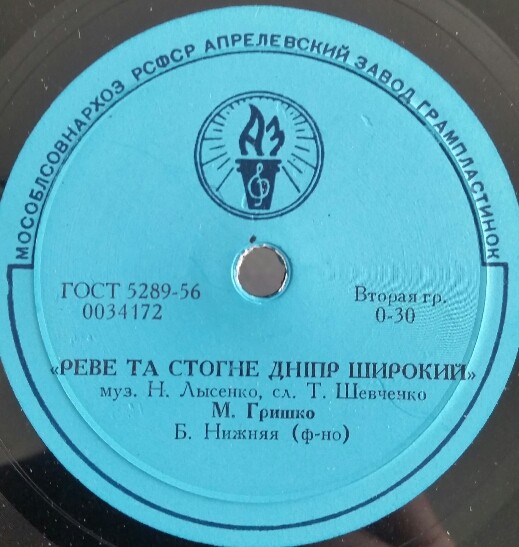 МОСОБЛСОВНАРХОЗ РСФСР АПРЕЛЕВСКИЙ ЗАВОД ГРАМПЛАСТИНОК
АЗ
ГОСТ 5289-56
0034172
Вторая гр.
0-30
«РЕВЕ ТА СТОГНЕ ДНІПР ШИРОКИЙ»
муз. Н. Лысенко, сл. Т. Шевченко
М. Гришко
Б. Нижняя (ф-но)